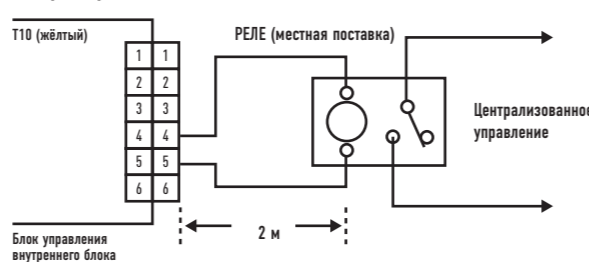 T10 (жёлтый)
РЕЛЕ (местная поставка)
1 1
2 2
3 3
4 4
5 5
6 6
Централизованное
управление
2 м
Блок управления
внутреннего блока